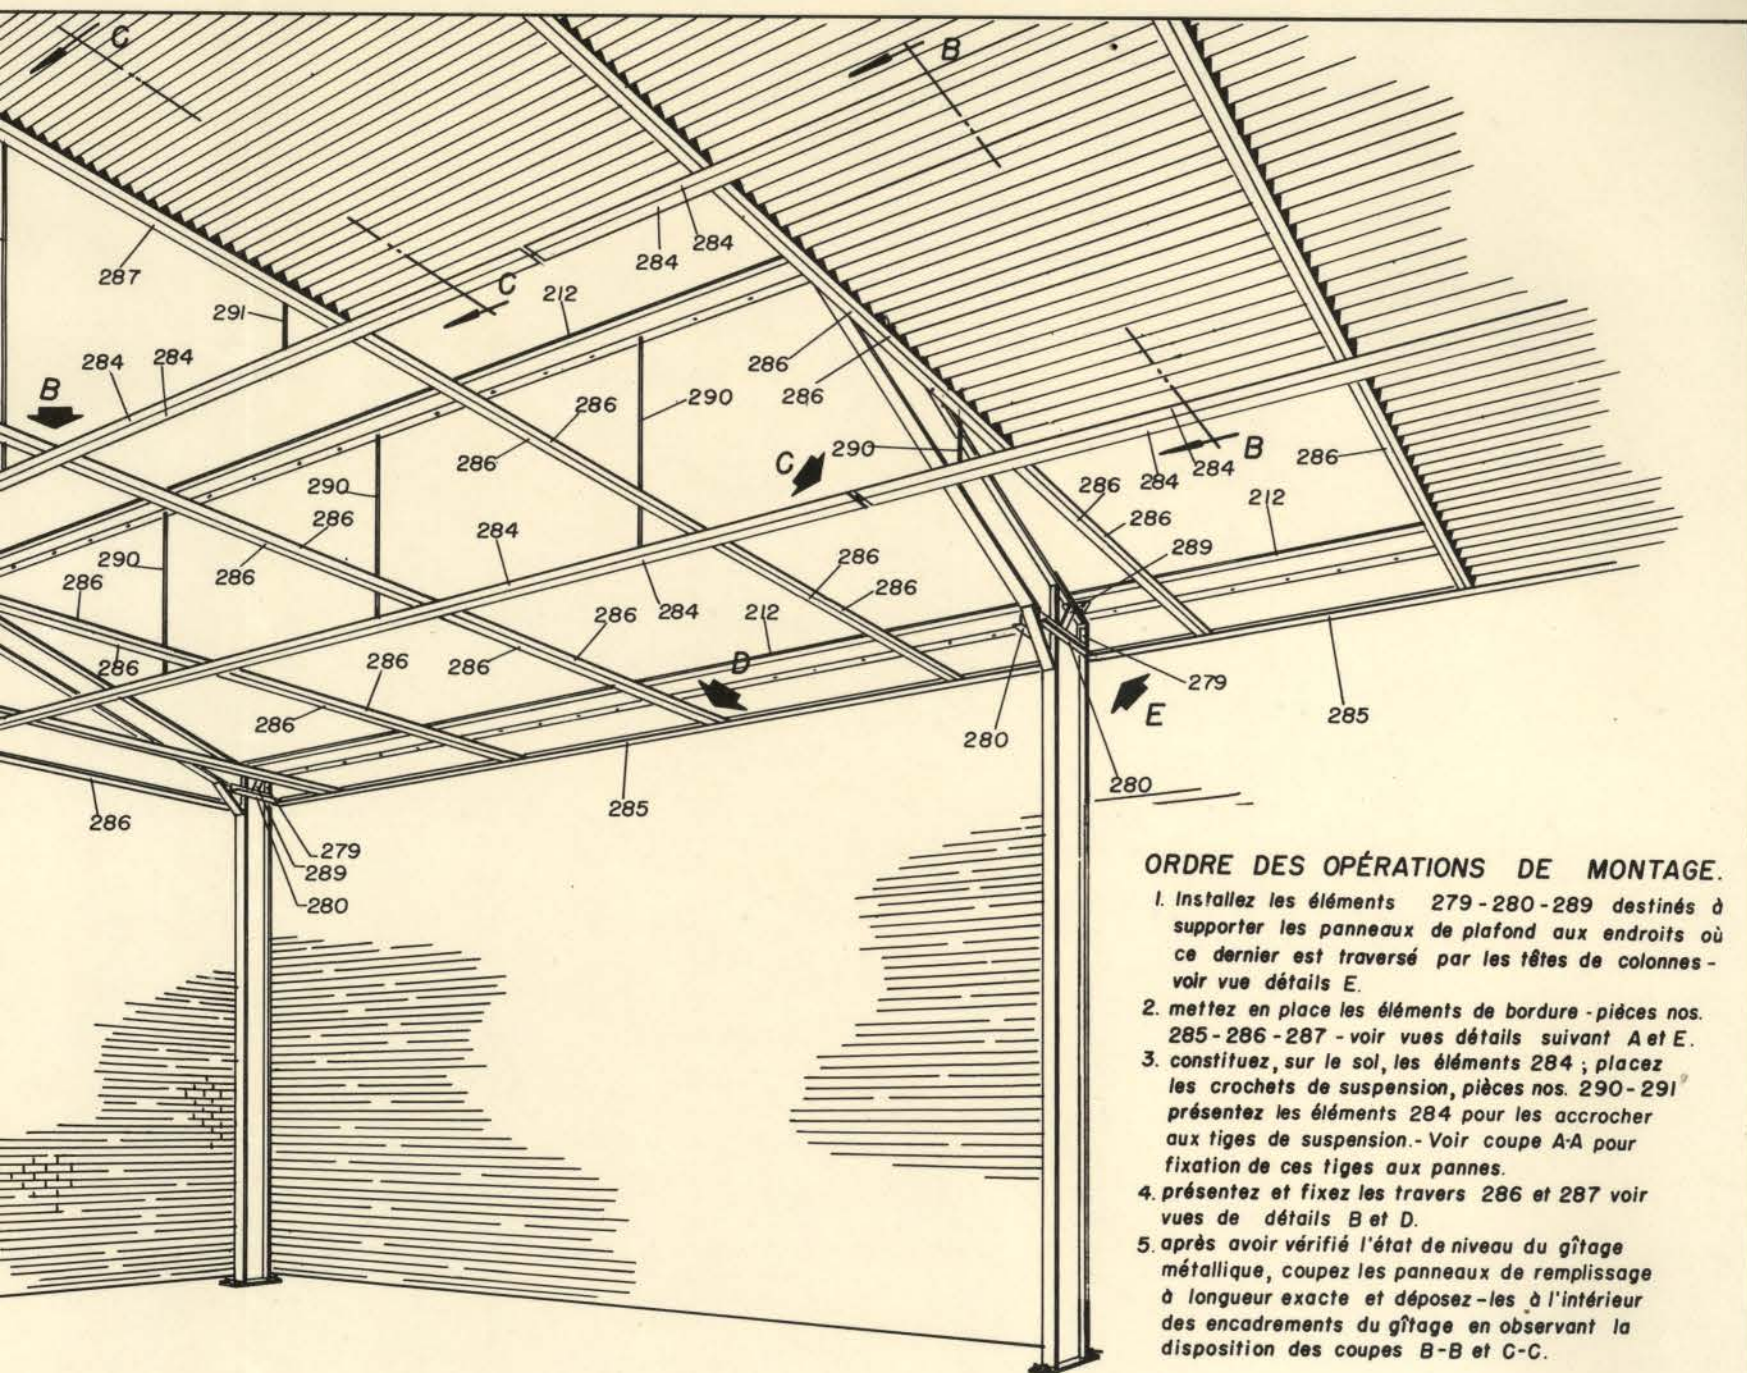 C
B
287
291
284
284
B
C
212
284
284
286
286
290
286
286
C
290
290
286
286
284
284
284
B
286
212
286
286
289
290
286
286
284
286
286
286
284
212
D
286
286
286
286
279
E
285
280
280
285
286
279
289
280
ORDRE DES OPÉRATIONS DE MONTAGE.
1. Installez les éléments 279-280-289 destinés à
supporter les panneaux de plafond aux endroits où
ce dernier est traversé par les têtes de colonnes-
voir vue détails E.
2. mettez en place les éléments de bordure - pièces nos.
285-286-287 - voir vues détails suivant A et E.
3. constituez, sur le sol, les éléments 284 ; placez
les crochets de suspension, pièces nos. 290-291
présentez les éléments 284 pour les accrocher
aux tiges de suspension.- Voir coupe A-A pour
fixation de ces tiges aux pannes.
4. présentez et fixez les travers 286 et 287 voir
vues de détails B et D.
5. après avoir vérifié l'état de niveau du gîtage
métallique, coupez les panneaux de remplissage
à longueur exacte et déposez-les à l'intérieur
des encadrements du gîtage en observant la
disposition des coupes B-B et C-C.